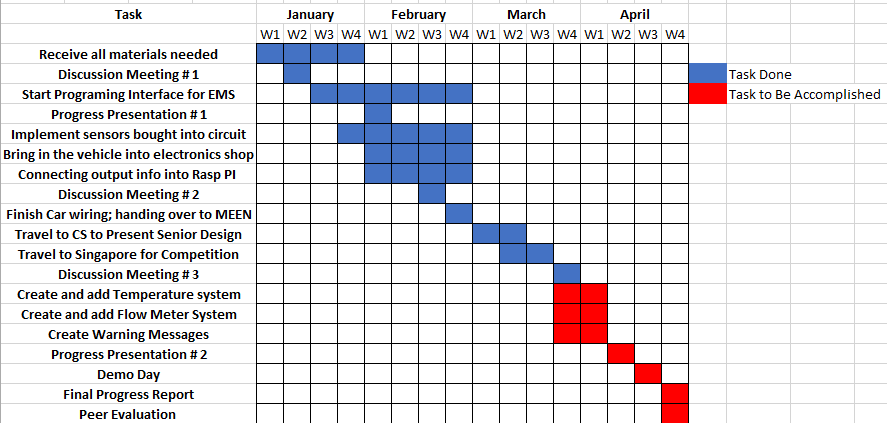 Task January February March April
W1 W2 W3 W4 W1 W2 W3 W4 W1 W2 W3 W4 W1 W2 W3 W4
Receive all materials needed
Discussion Meeting # 1 Task Done
Start Programing Interface for EMS Task to Be Accomplished
Progress Presentation # 1
Implement sensors bought into circuit
Bring in the vehicle into electronics shop
Connecting output info into Rasp PI
Discussion Meeting # 2
Finish Car wiring; handing over to MEEN
Travel to CS to Present Senior Design
Travel to Singapore for Competition
Discussion Meeting # 3
Create and add Temperature system
Create and add Flow Meter System
Create Warning Messages
Progress Presentation # 2
Demo Day
Final Progress Report
Peer Evaluation